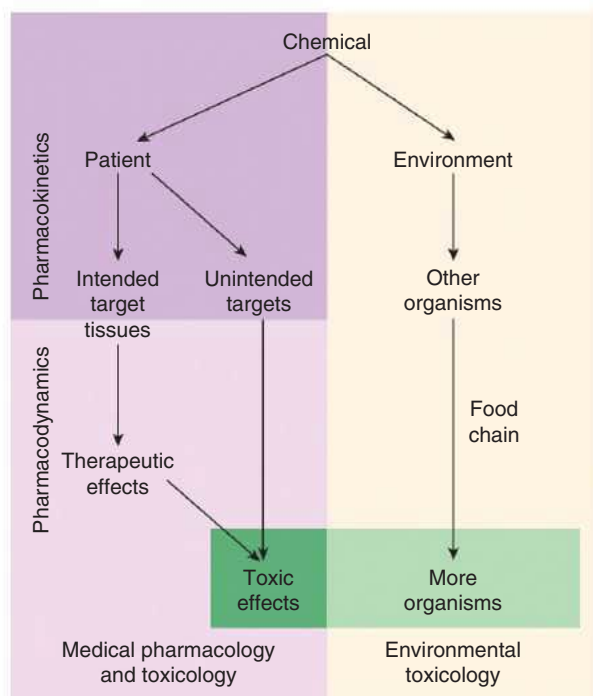 Chemical
Pharmacokinetics
Patient
Environment
Intended
target
tissues
Unintended
targets
Other
organisms
Pharmacodynamics
Food
chain
Therapeutic
effects
Toxic
effects
More
organisms
Medical pharmacology
and toxicology
Environmental
toxicology